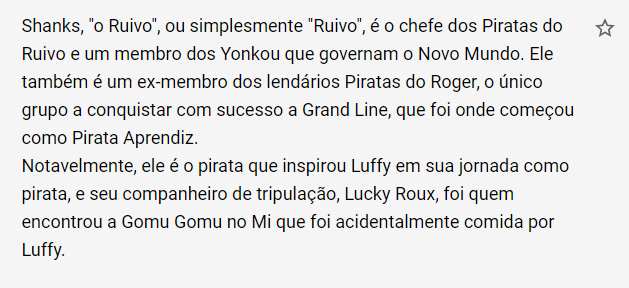 Shanks, "o Ruivo", ou simplesmente "Ruivo", é o chefe dos Piratas do
Ruivo e um membro dos Yonkou que governam o Novo Mundo. Ele
também é um ex-membro dos lendários Piratas do Roger, o único
grupo a conquistar com sucesso a Grand Line, que foi onde começou
como Pirata Aprendiz.
Notavelmente, ele é o pirata que inspirou Luffy em sua jornada como
pirata, e seu companheiro de tripulação, Lucky Roux, foi quem
encontrou a Gomu Gomu no Mi que foi acidentalmente comida por
Luffy.